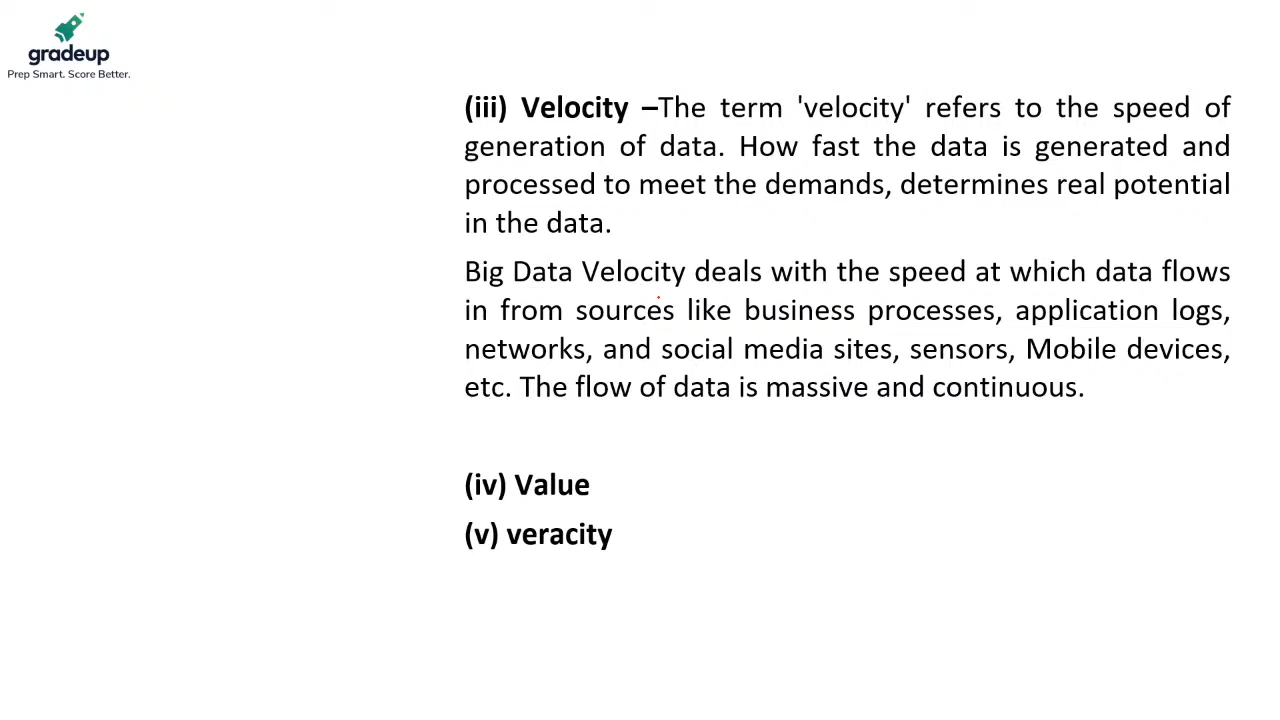 gradeup
Prep Smart. Score Better.
(iii) Velocity –The term 'velocity' refers to the speed of
generation of data. How fast the data is generated and
processed to meet the demands, determines real potential
in the data.
Big Data Velocity deals with the speed at which data flows
in from sources like business processes, application logs,
networks, and social media sites, sensors, Mobile devices,
etc. The flow of data is massive and continuous.
(iv) Value
(v) veracity